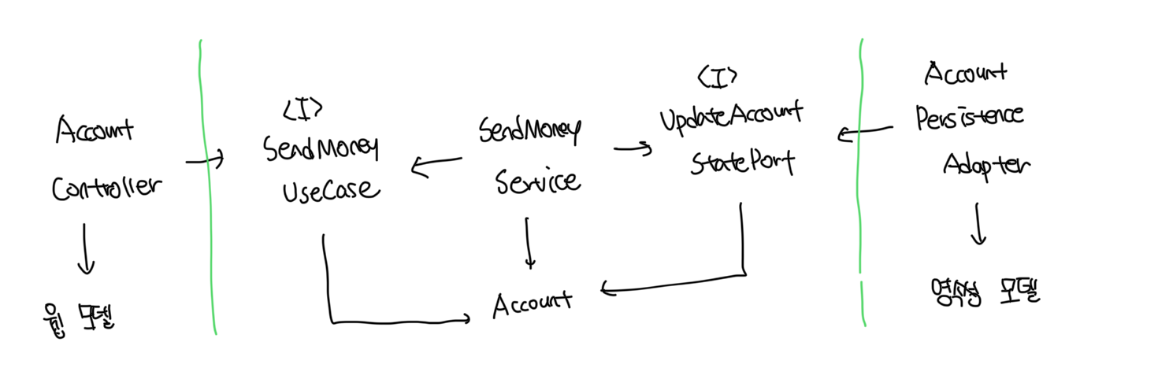 Account
Controller
웹 모델
<I>
SendMoney
UseCase
SendMoney
Service
Account
<I>
UpdateAccount
StatePort
Account
Persistence
Adapter
영속성 모델